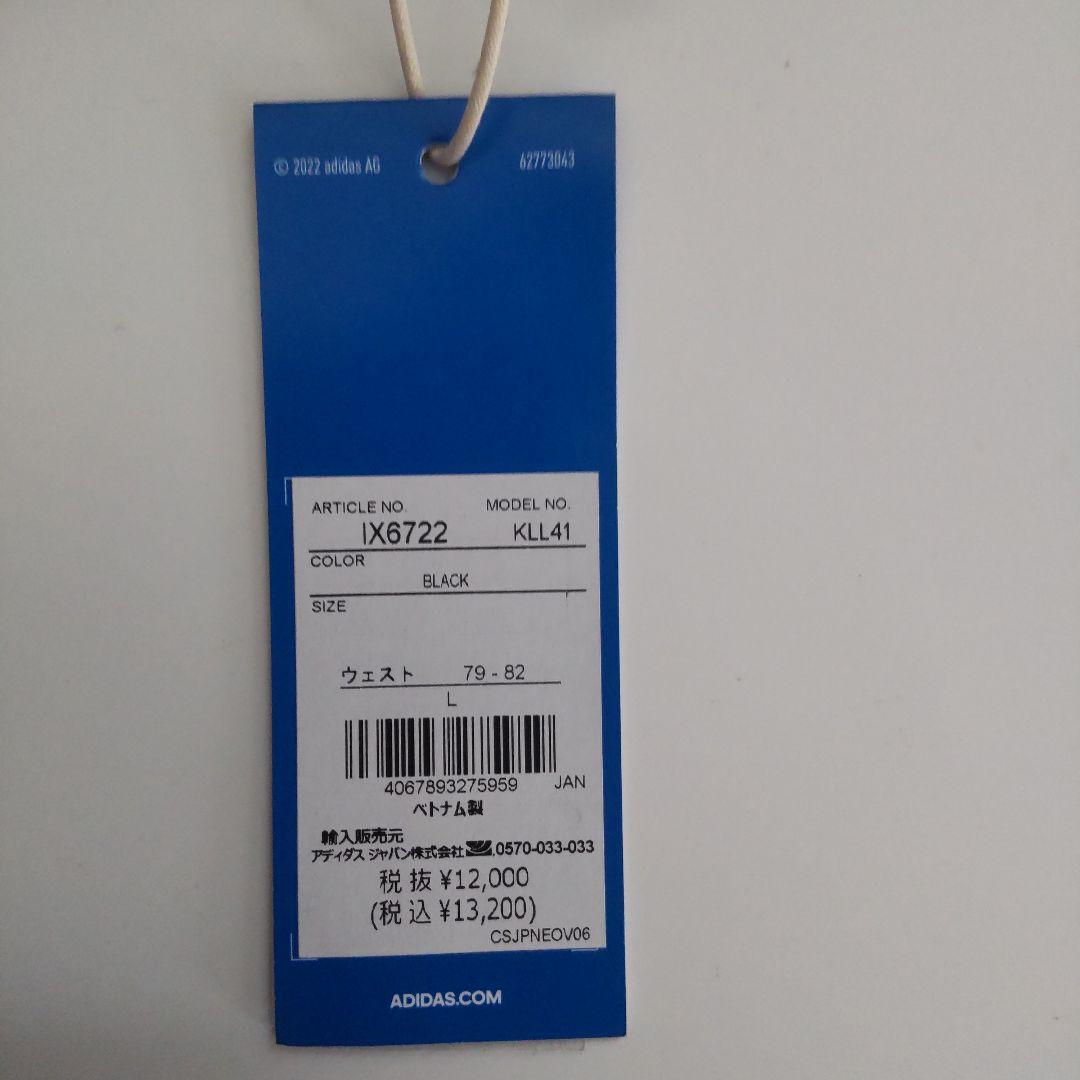 © 2022 adidas AG 62773043
ARTICLE NO. MODEL NO.
IX6722 KLL41
COLOR
BLACK
SIZE
ウェスト 79 - 82
L
4067893275959 JAN
ベトナム製
輸入販売元
アディダス ジャパン株式会社 0570-033-033
税 抜 ¥12,000
(税 込 ¥13,200)
CSJPNEOV06
ADIDAS.COM